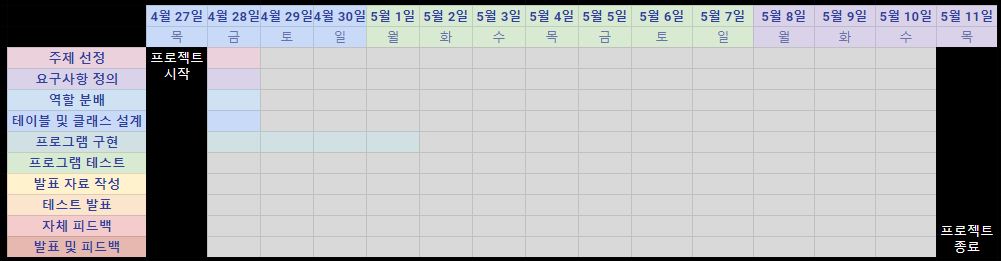 4월 27일 4월 28일 4월 29일 4월 30일 5월 1일 5월 2일 5월 3일 5월 4일 5월 5일 5월 6일 5월 7일 5월 8일 5월 9일 5월 10일 5월 11일
목 금 토 일 월 화 수 목 금 토 일 월 화 수 목
주제 선정 프로젝트
시작
요구사항 정의
역할 분배
테이블 및 클래스 설계
프로그램 구현
프로그램 테스트
발표 자료 작성
테스트 발표
자체 피드백 프로젝트
종료
발표 및 피드백